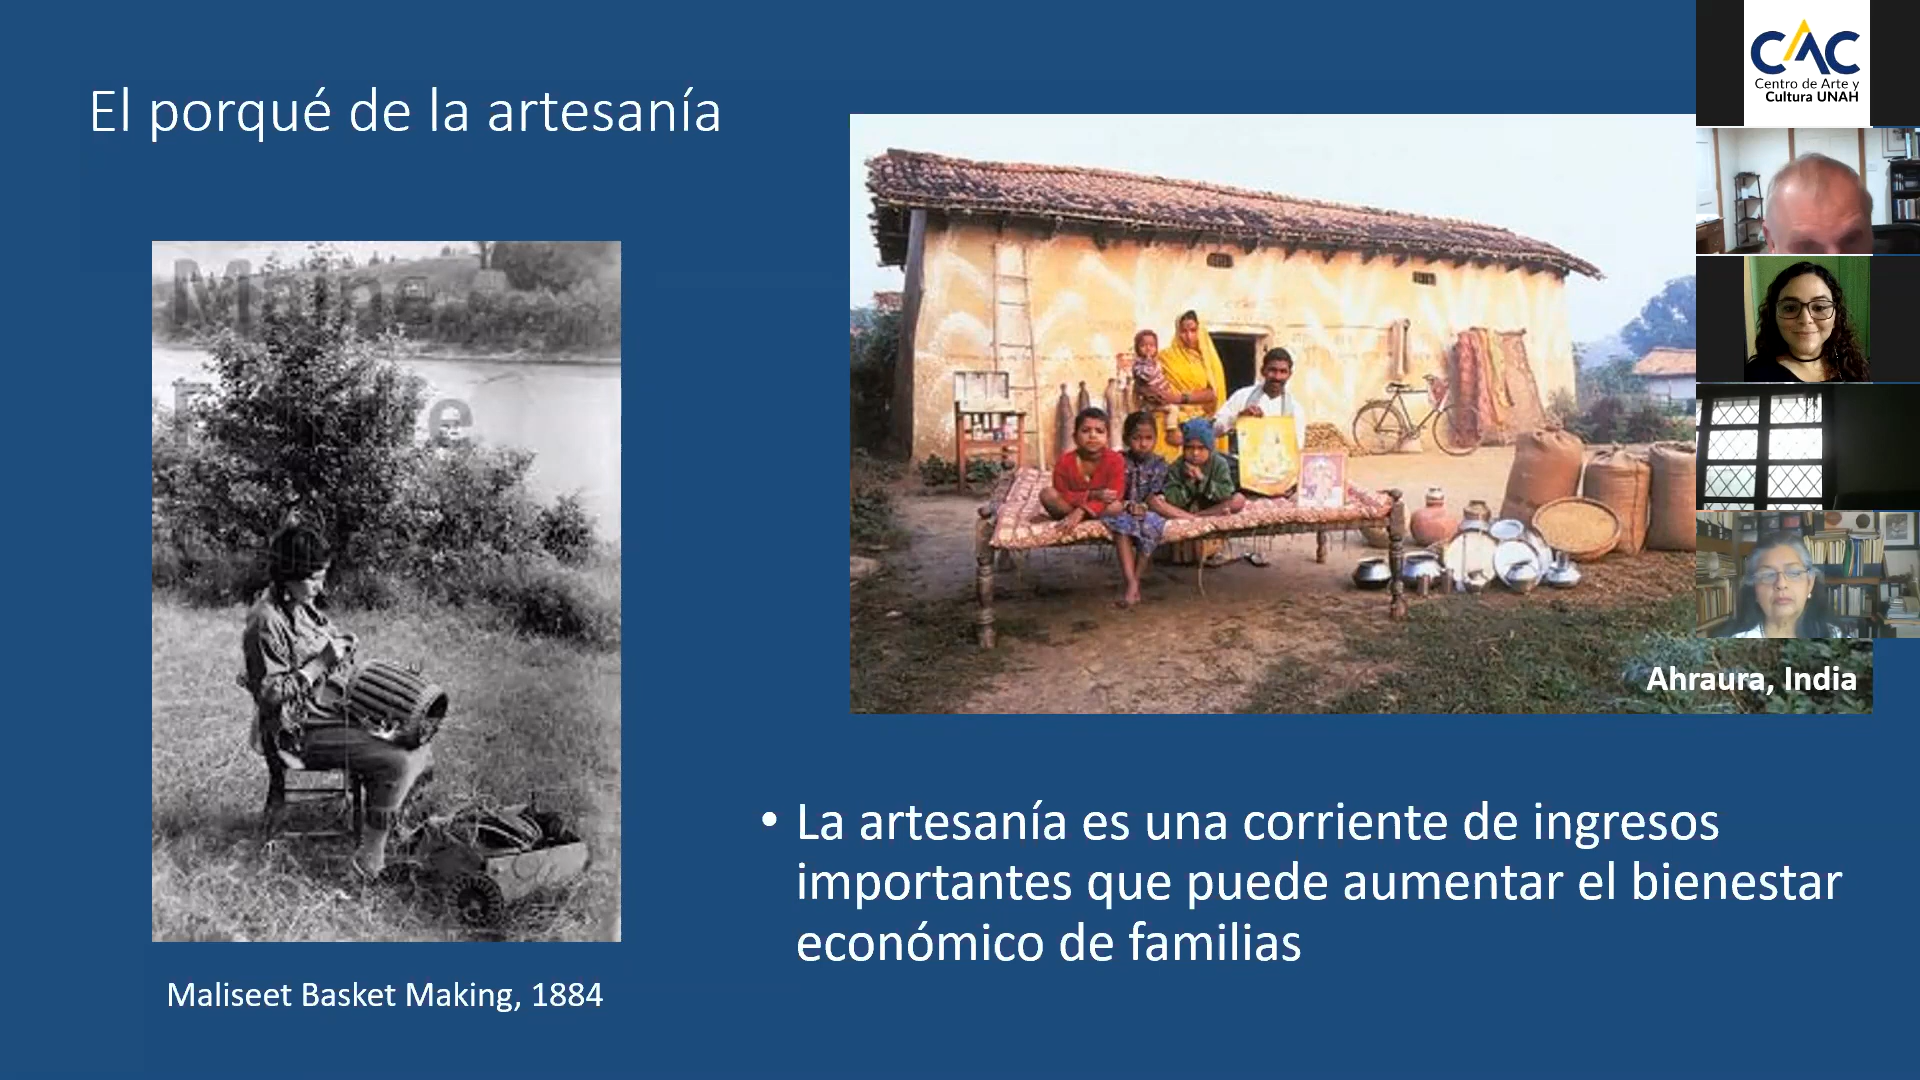 El porqué de la artesanía
Maine
Maliseet Basket Making, 1884
Ahraura, India
• La artesanía es una corriente de ingresos
importantes que puede aumentar el bienestar
económico de familias
CAC
Centro de Arte y
Cultura UNAH